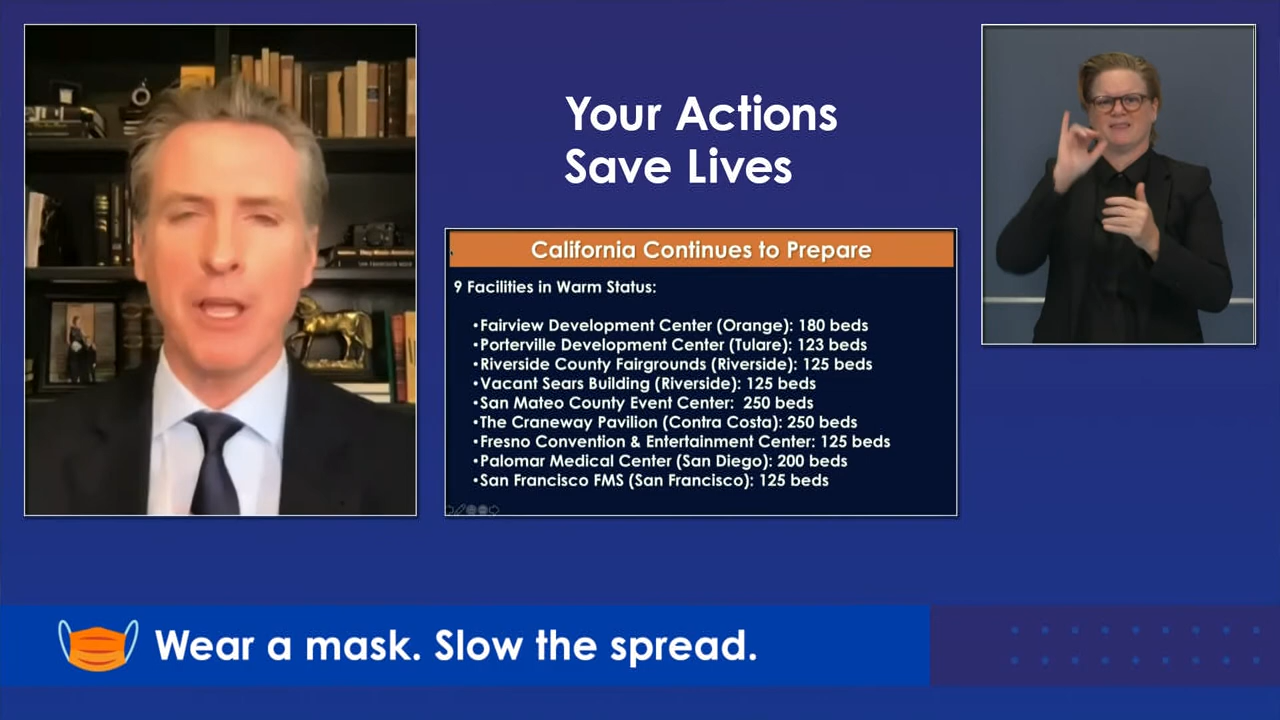 Your Actions
Save Lives
California Continues to Prepare
9 Facilities in Warm Status:
•Fairview Development Center (Orange): 180 beds
•Porterville Development Center (Tulare): 123 beds
•Riverside County Fairgrounds (Riverside): 125 beds
•Vacant Sears Building (Riverside): 125 beds
•San Mateo County Event Center:  250 beds
•The Craneway Pavilion (Contra Costa): 250 beds
•Fresno Convention & Entertainment Center: 125 beds
•Palomar Medical Center (San Diego): 200 beds
•San Francisco FMS (San Francisco): 125 beds
Wear a mask. Slow the spread.